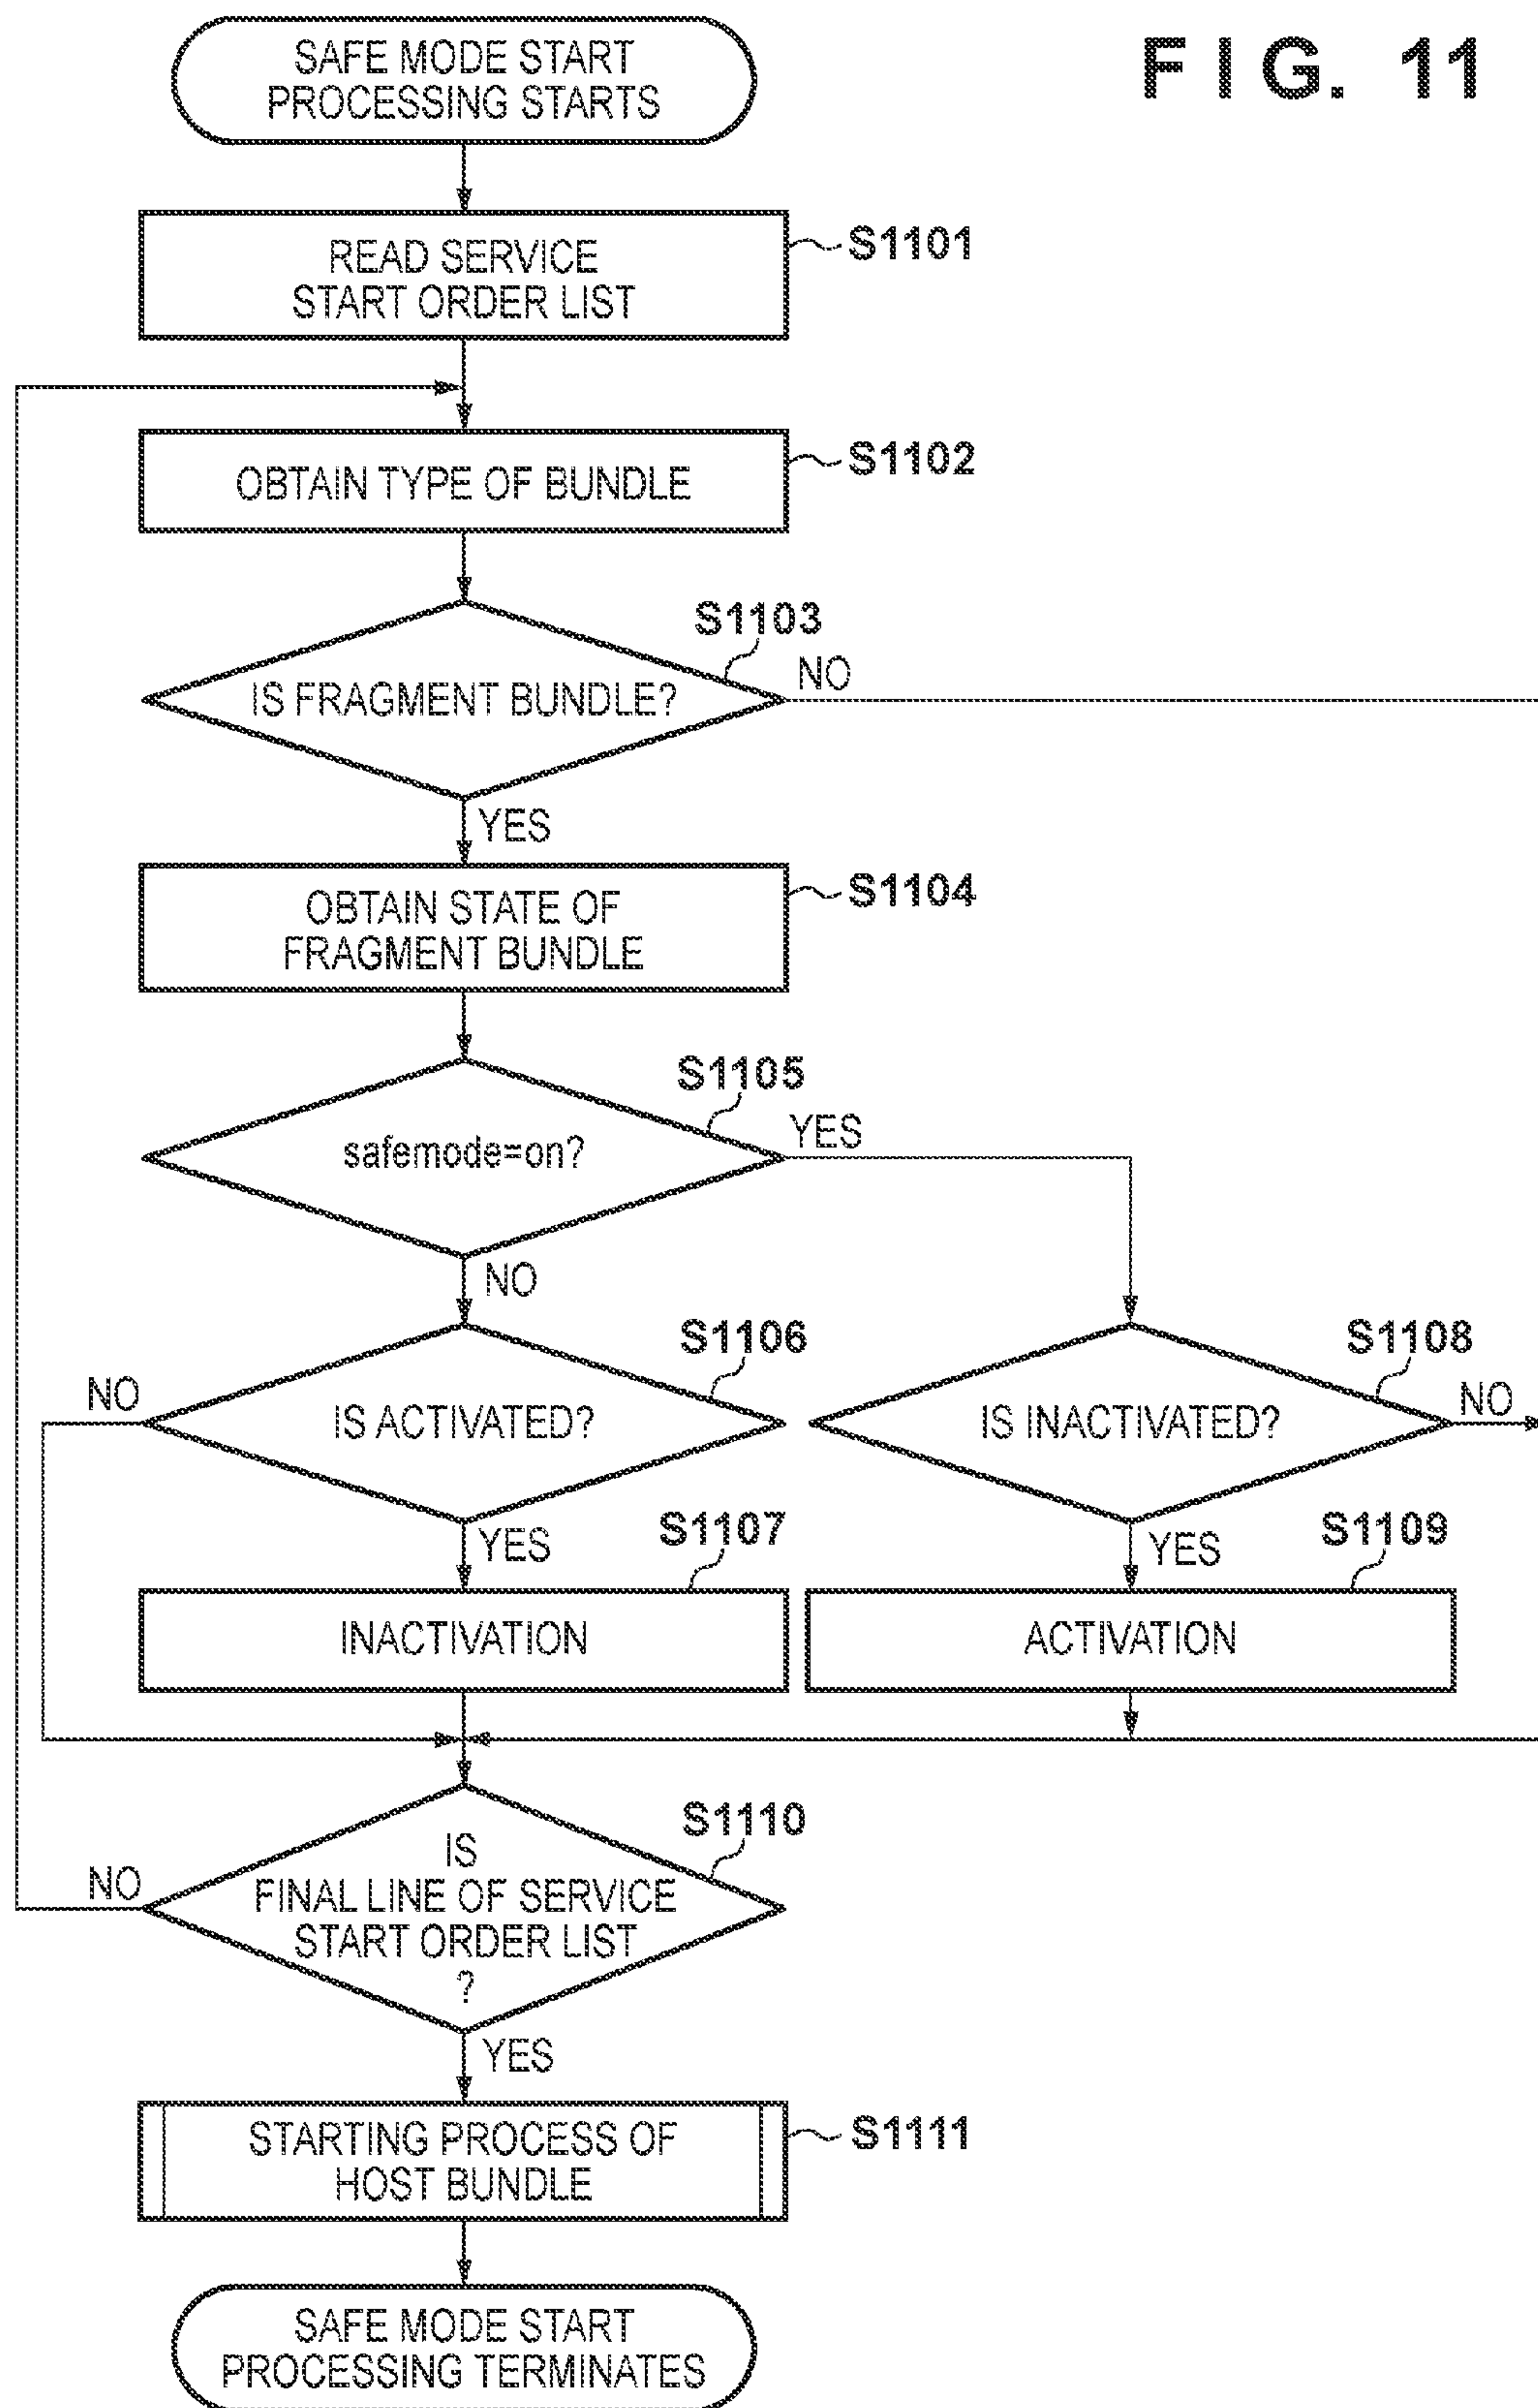 FIG. 11
SAFE MODE START
PROCESSING STARTS
READ SERVICE
START ORDER LIST
S1101
OBTAIN TYPE OF BUNDLE
S1102
S1103
IS FRAGMENT BUNDLE?
NO
YES
OBTAIN STATE OF
FRAGMENT BUNDLE
S1104
S1105
safemode=on?
YES
NO
S1106
IS ACTIVATED?
NO
YES
S1108
IS INACTIVATED?
NO
YES
S1107
INACTIVATION
S1109
ACTIVATION
S1110
IS
FINAL LINE OF SERVICE
START ORDER LIST
?
NO
YES
STARTING PROCESS OF
HOST BUNDLE
S1111
SAFE MODE START
PROCESSING TERMINATES